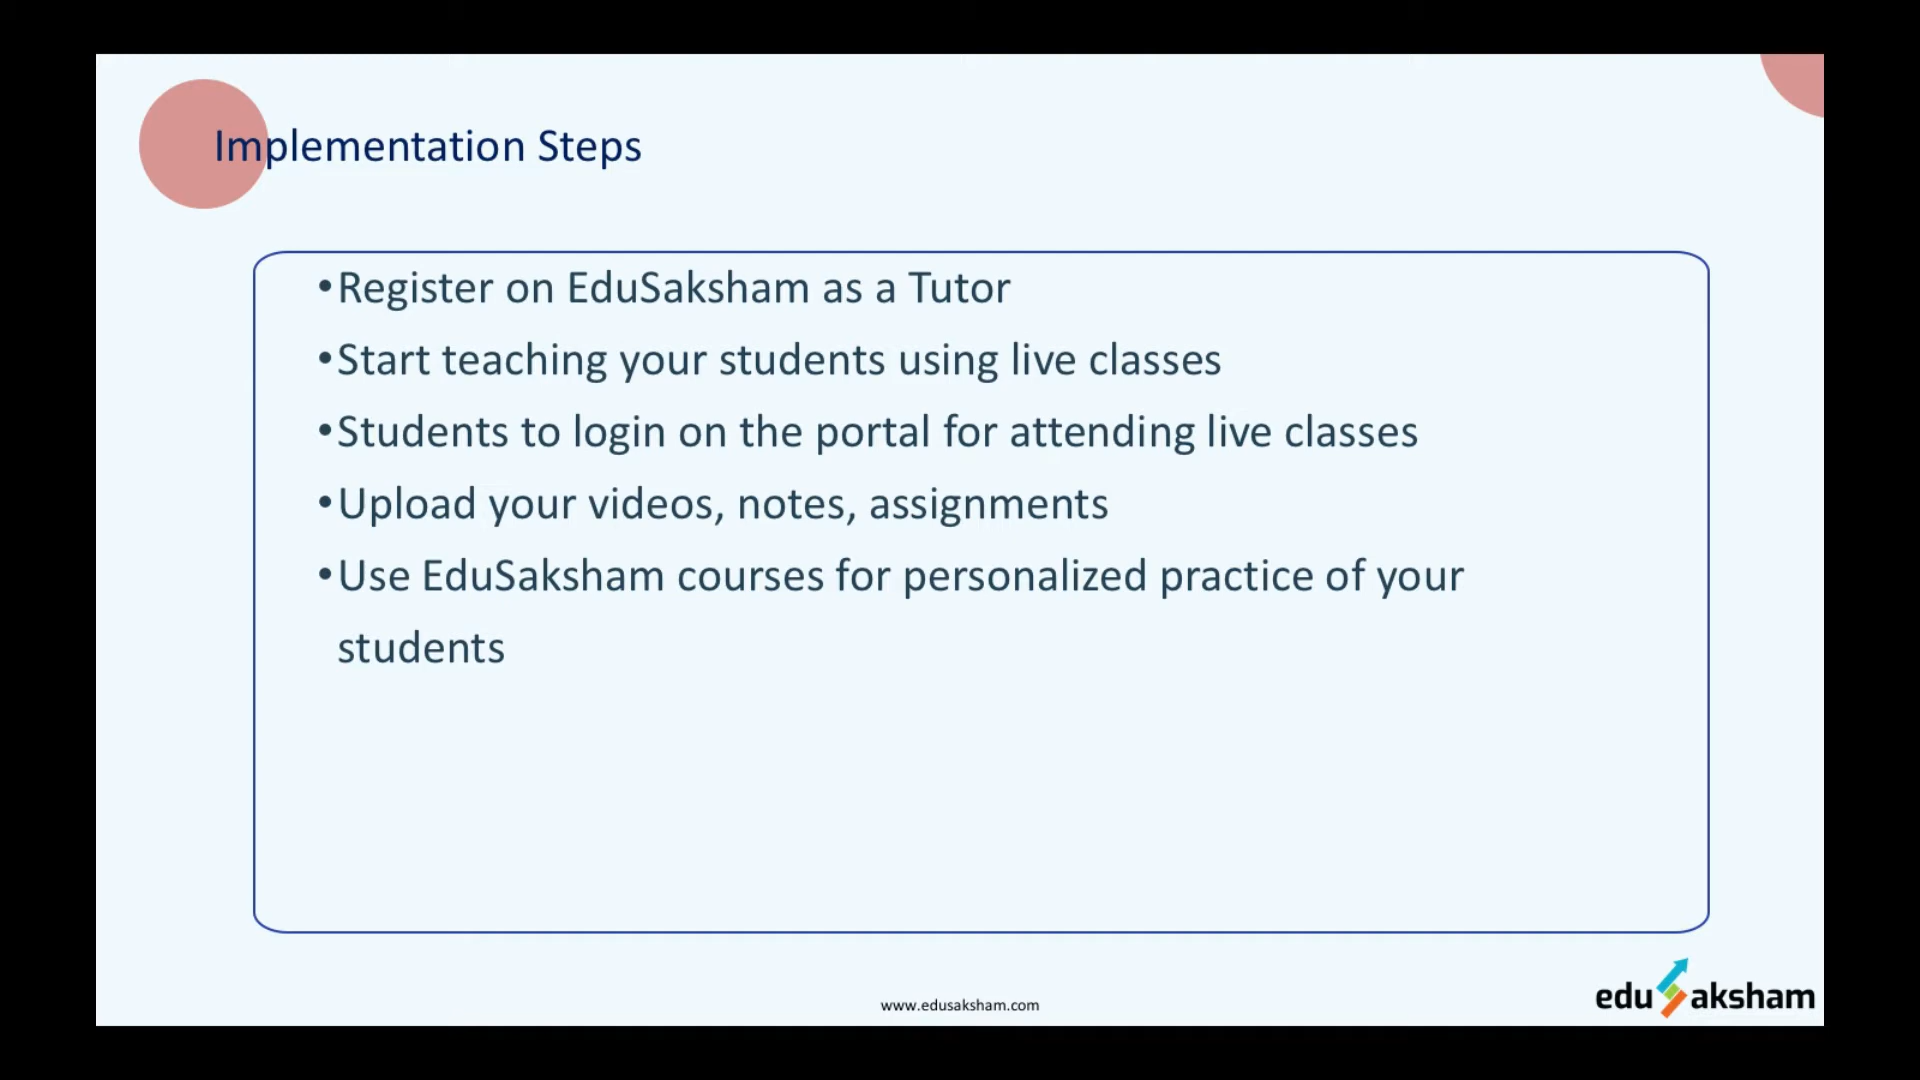 Implementation Steps
•Register on EduSaksham as a Tutor
•Start teaching your students using live classes
•Students to login on the portal for attending live classes
•Upload your videos, notes, assignments
•Use EduSaksham courses for personalized practice of your
students
www.edusaksham.com
edu aksham